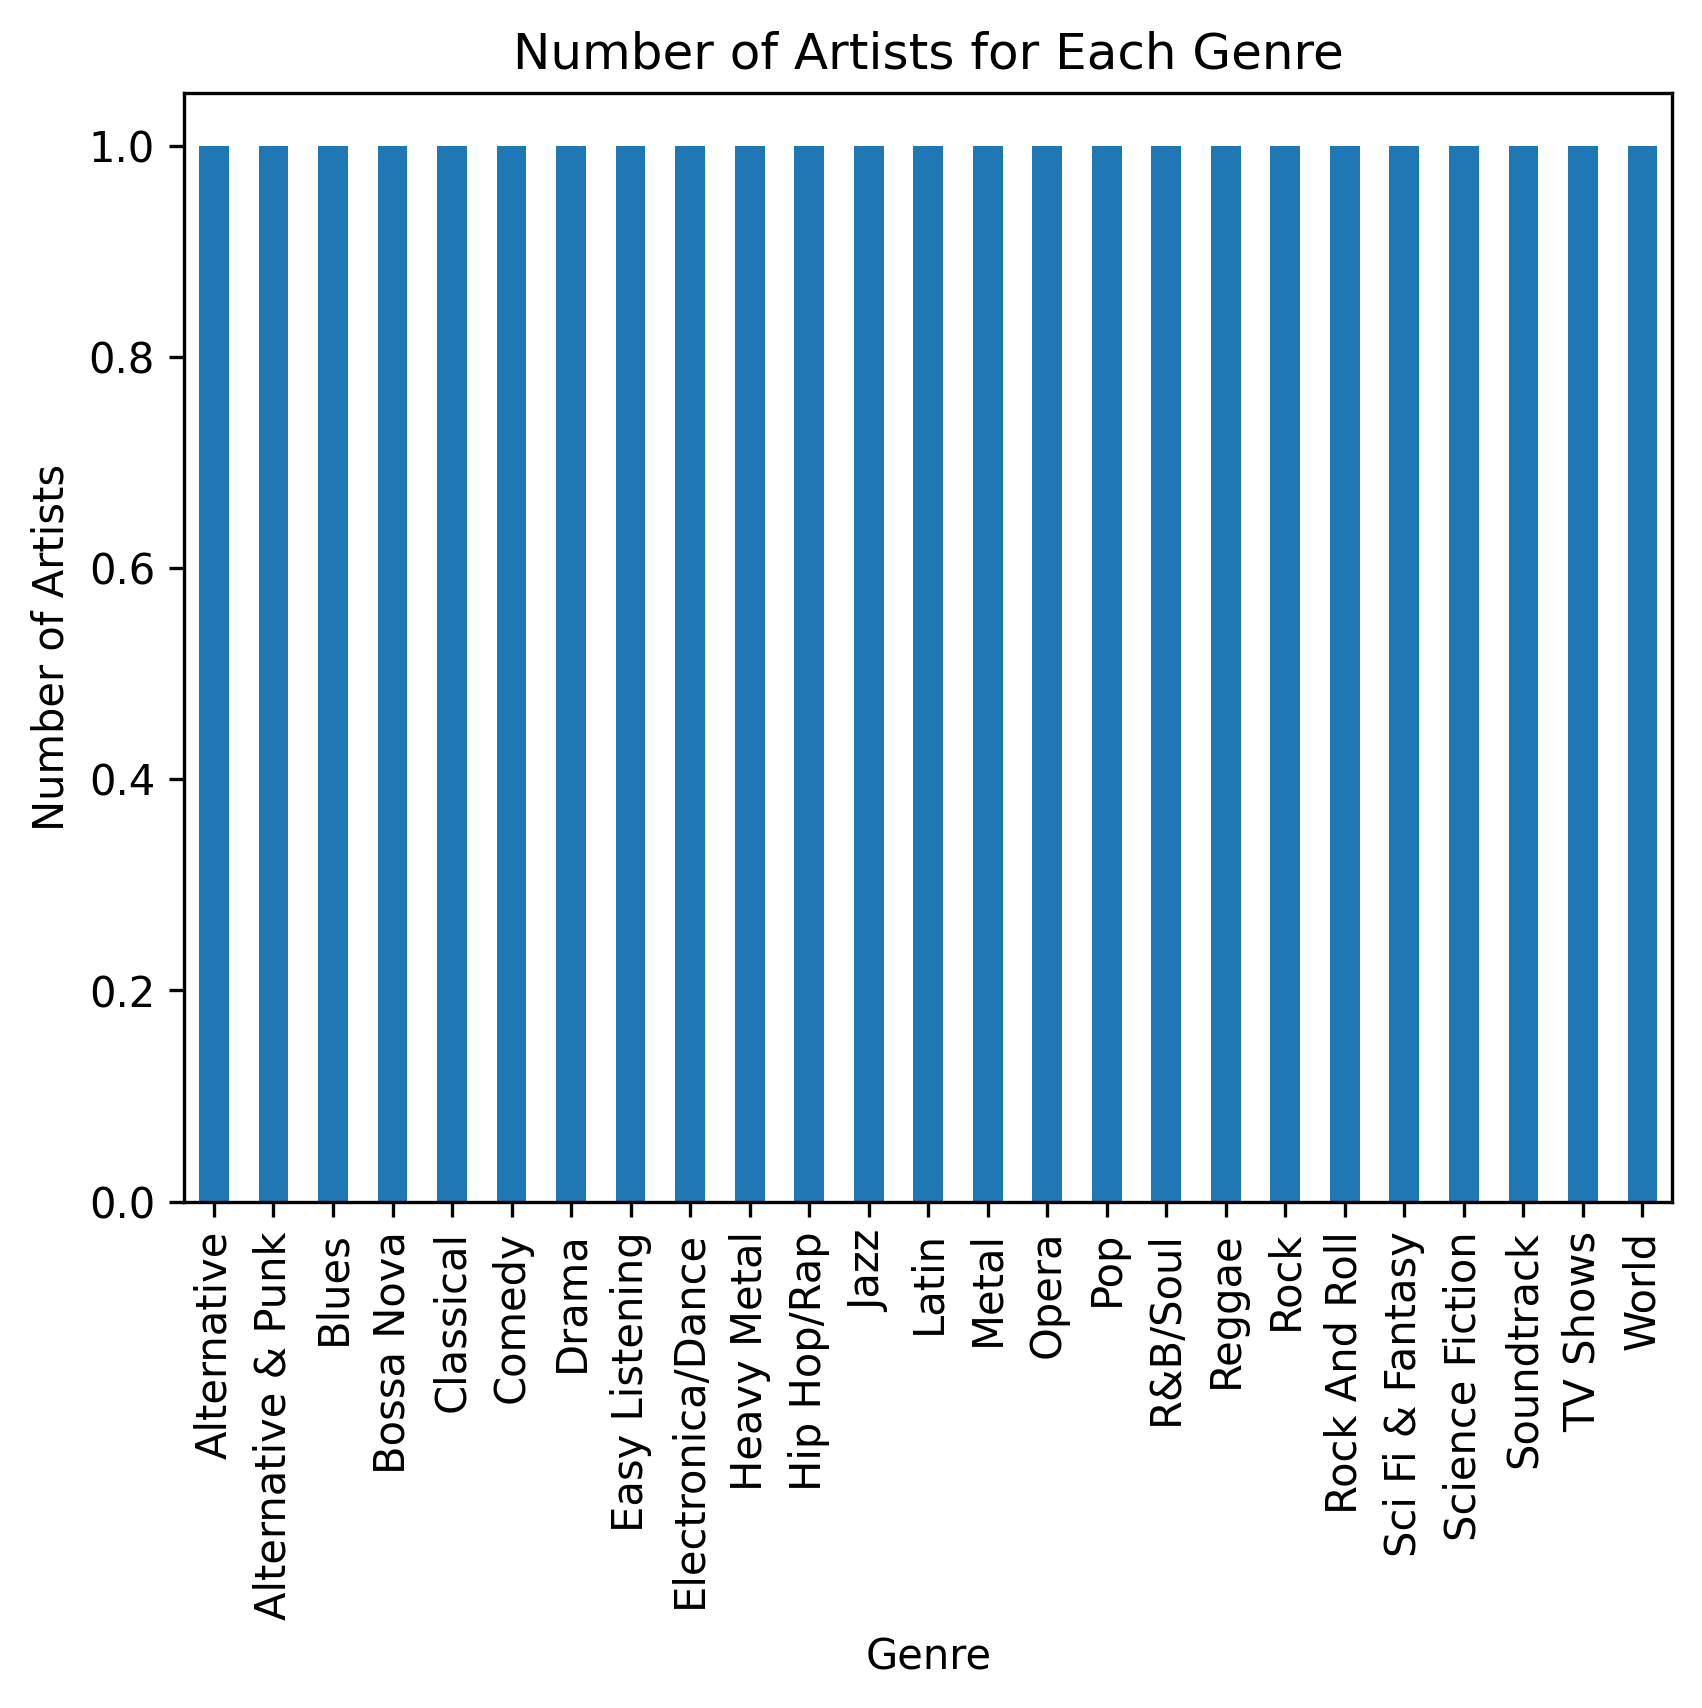 Number of Artists for Each Genre
Number of Artists
1.0
0.8
0.6
0.4
0.2
0.0
Alternative
Alternative & Punk
Blues
Bossa Nova
Classical
Comedy
Drama
Easy Listening
Electronica/Dance
Heavy Metal
Hip Hop/Rap
Jazz
Latin
Metal
Opera
Pop
R&B/Soul
Reggae
Rock
Rock And Roll
Sci Fi & Fantasy
Science Fiction
Soundtrack
TV Shows
World
Genre